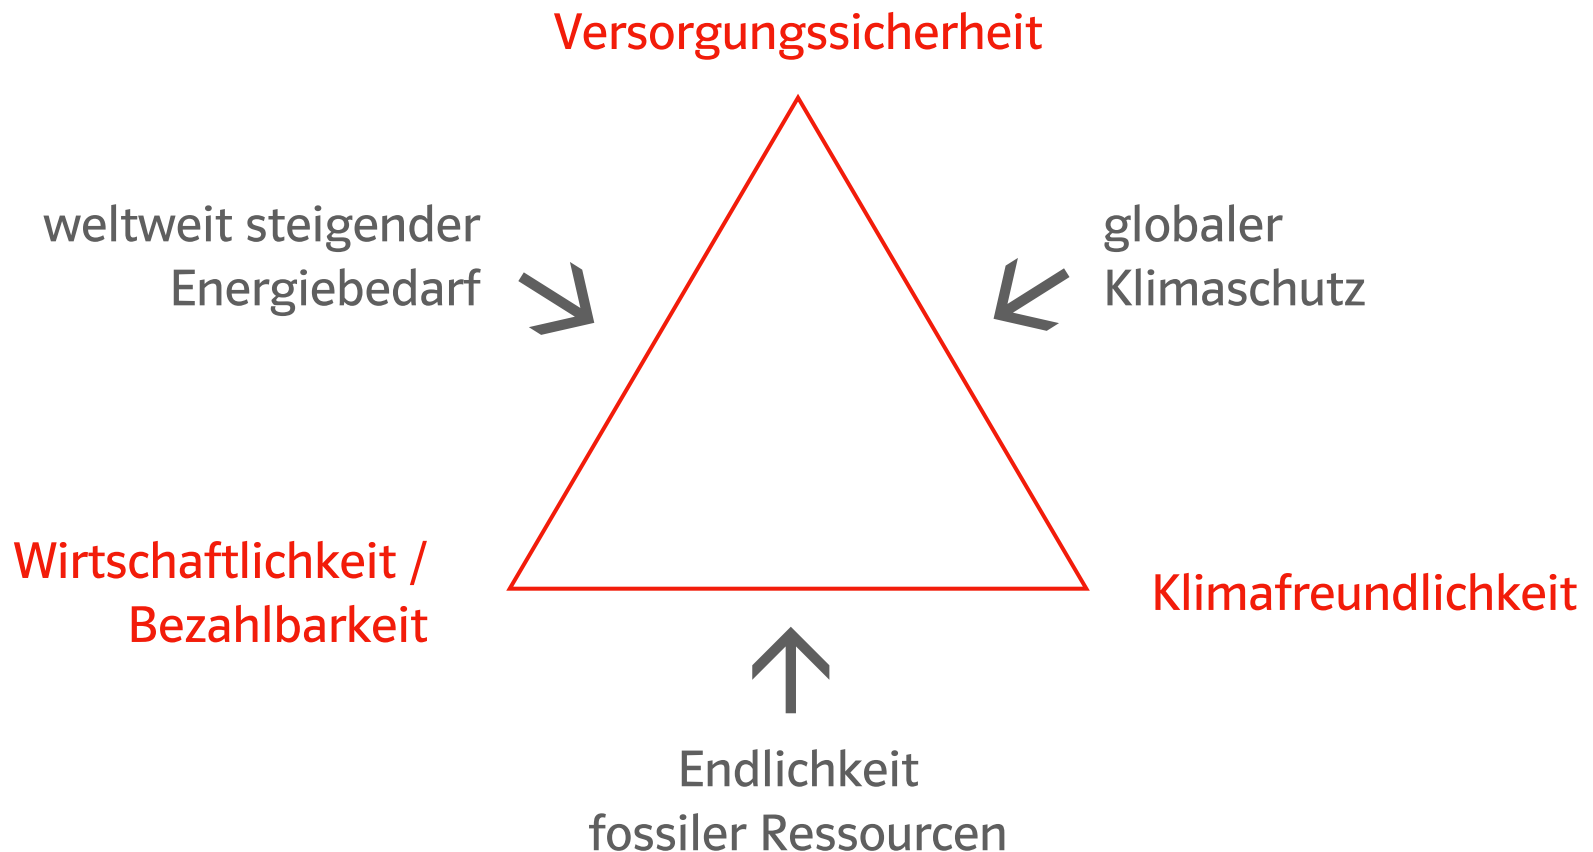 Versorgungssicherheit
weltweit steigender
Energiebedarf
globaler
Klimaschutz
Wirtschaftlichkeit /
Bezahlbarkeit
Klimafreundlichkeit
Endlichkeit
fossiler Ressourcen